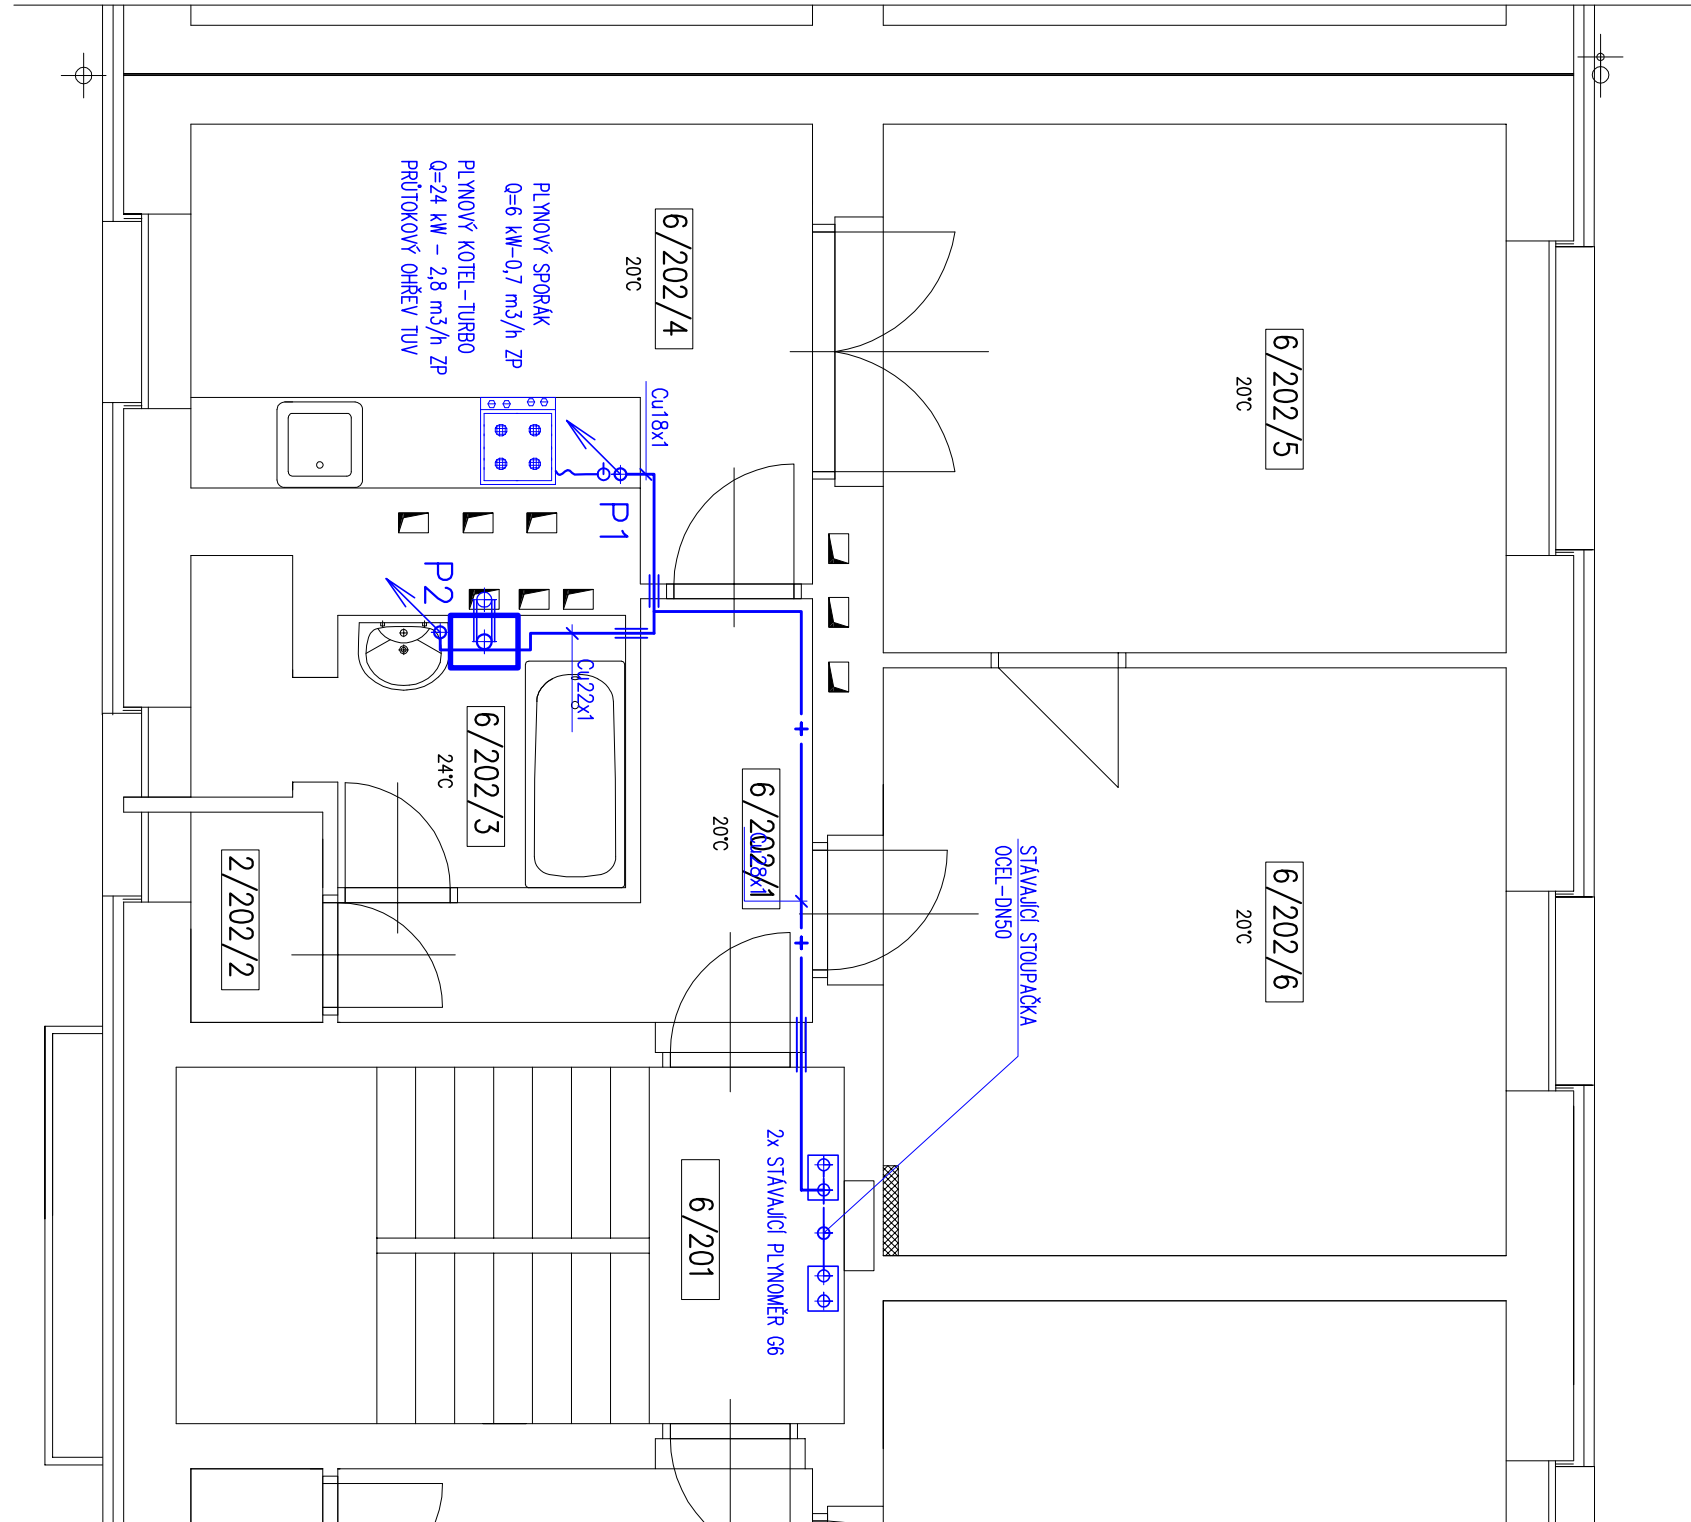 PLYNOVÝ SPORÁK
Q=6 kW-0,7 m3/h ZP
PLYNOVÝ KOTEL-TURBO
Q=24 kW - 2,8 m3/h ZP
PRŮTOKOVÝ OHŘEV TUV
6/202/4
20°C
6/202/5
20°C
Cu18x1
P1
P2
Cu22x1
6/202/3
24°C
6/202/1
20°C
Cu28x1
2/202/2
6/202/6
20°C
STÁVAJÍCÍ STOUPAČKA
OCEL-DN50
6/201
2x STÁVAJÍCÍ PLYNOMĚR G6